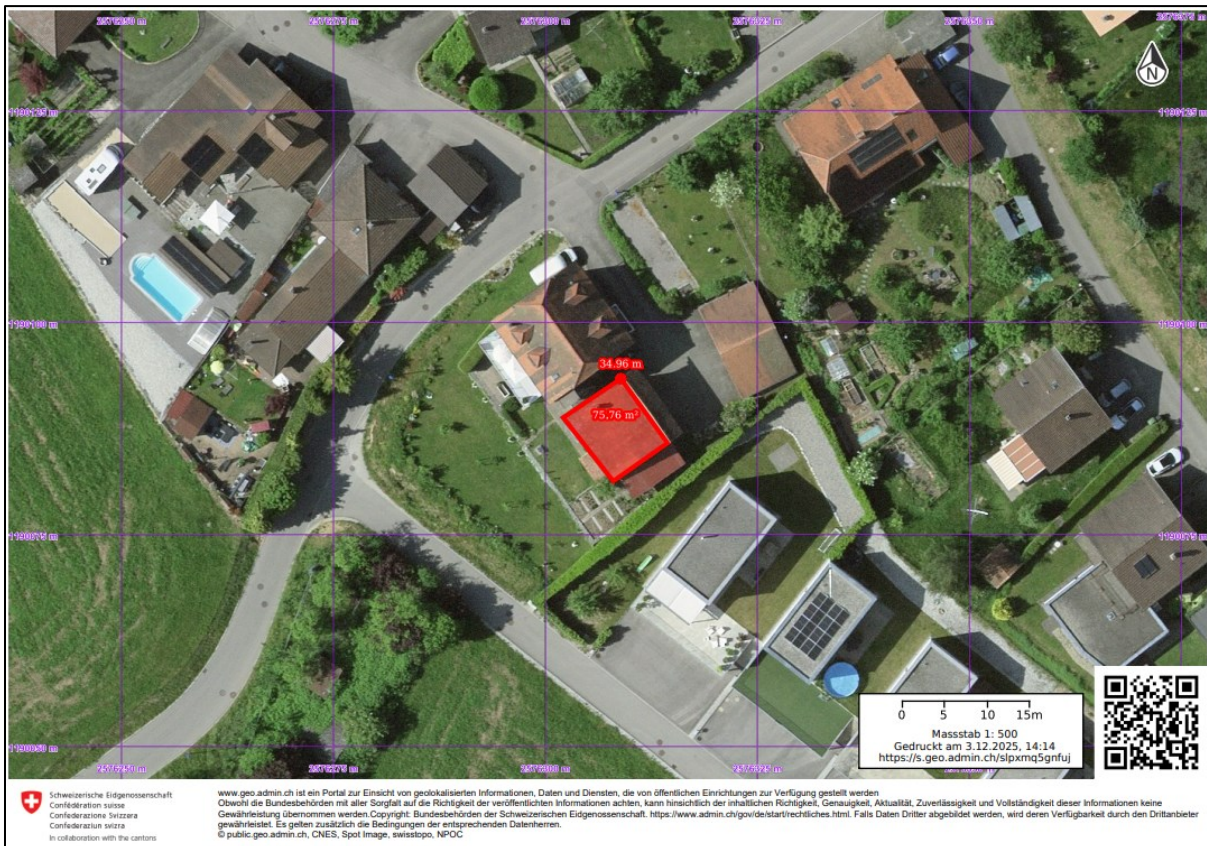 2576250 m 2576275 m 2576300 m 2576325 m 2576350 m 2576375 m
N
1190125 m 1190125 m
1190100 m 1190100 m
34.96 m
75.76 m²
1190075 m 1190075 m
0 5 10 15m
Massstab 1: 500
Gedruckt am 3.12.2025, 14:14
https://s.geo.admin.ch/slpxmq5gnfuj
1190050 m
2576250 m 2576275 m 2576300 m 2576325 m
Schweizerische Eidgenossenschaft
Confédération suisse
Confederazione Svizzera
Confederaziun svizra
In collaboration with the cantons
www.geo.admin.ch ist ein Portal zur Einsicht von geolokalisierten Informationen, Daten und Diensten, die von öffentlichen Einrichtungen zur Verfügung gestellt werden
Obwohl die Bundesbehörden mit aller Sorgfalt auf die Richtigkeit der veröffentlichten Informationen achten, kann hinsichtlich der inhaltlichen Richtigkeit, Genauigkeit, Aktualität, Zuverlässigkeit und Vollständigkeit dieser Informationen keine
Gewährleistung übernommen werden.Copyright: Bundesbehörden der Schweizerischen Eidgenossenschaft. https://www.admin.ch/gov/de/start/rechtliches.html. Falls Daten Dritter abgebildet werden, wird deren Verfügbarkeit durch den Drittanbieter
gewährleistet. Es gelten zusätzlich die Bedingungen der entsprechenden Datenherren.
© public.geo.admin.ch, CNES, Spot Image, swisstopo, NPOC